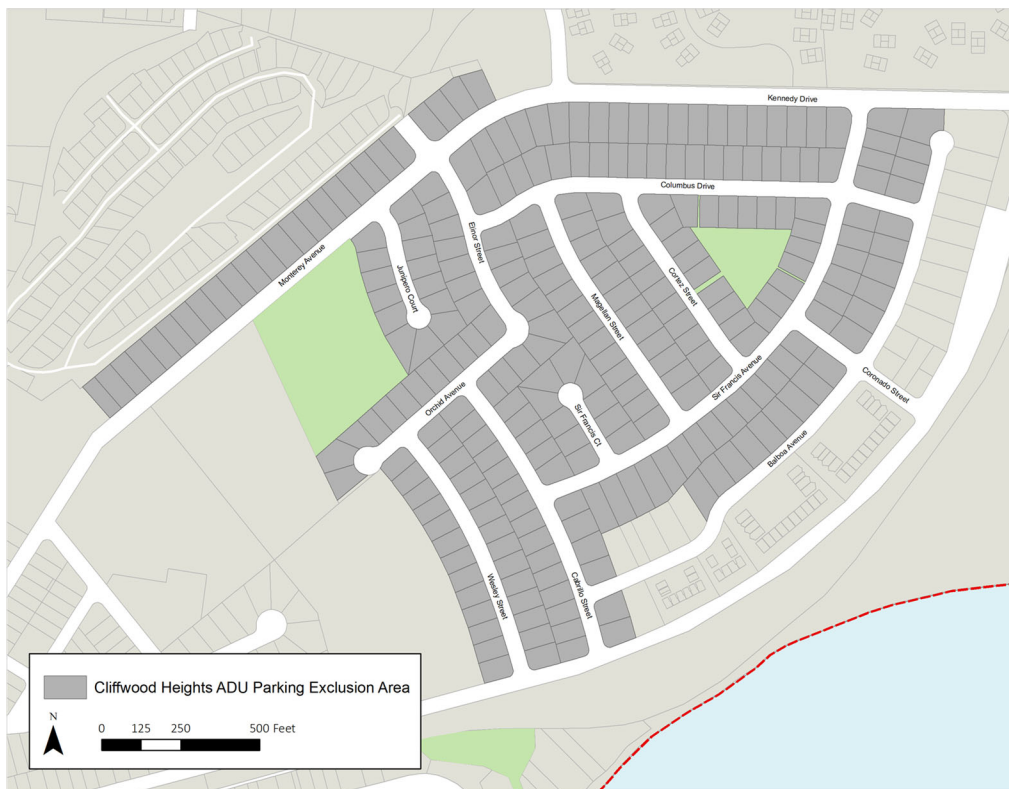 Kennedy Drive
Columbus Drive
Elinor Street
Monterey Avenue
Junipero Court
Cortez Street
Magellan Street
Sir Francis Avenue
Coronado Street
Orchid Avenue
Sir Francis Ct
Balboa Avenue
Wesley Street
Cabrillo Street
Cliffwood Heights ADU Parking Exclusion Area
N
0 125 250 500 Feet